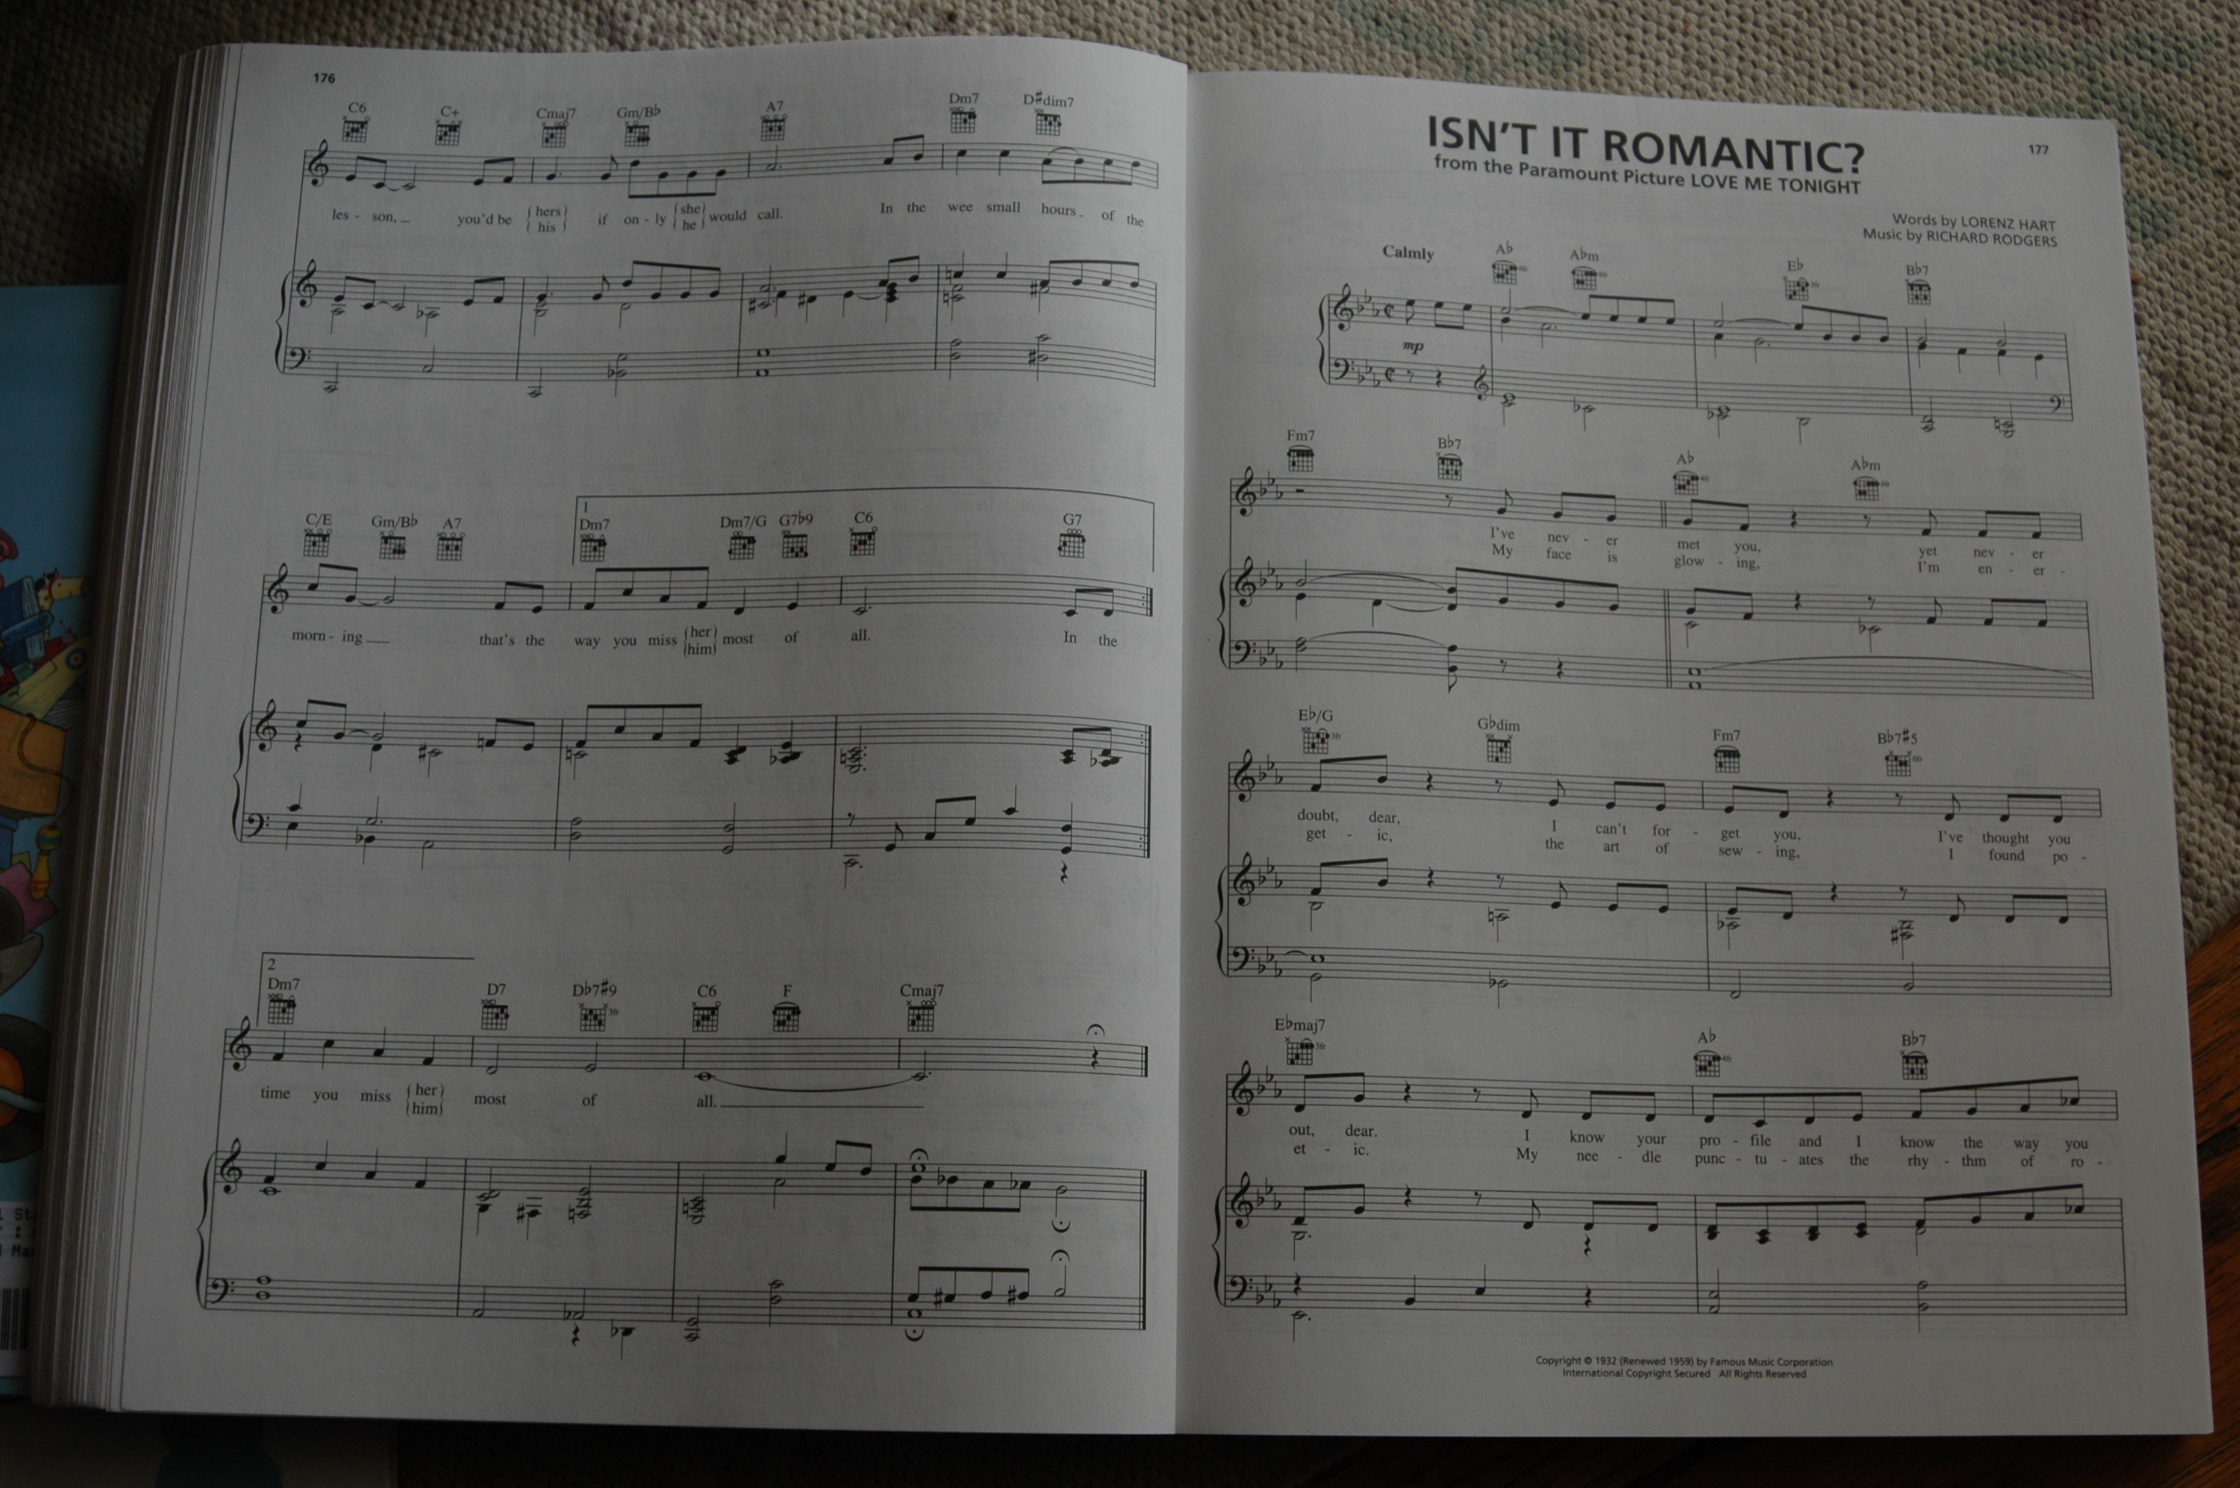 176
C6 C+ Cmaj7 Gm/B♭ A7 Dm7 D♯dim7
les - son, you'd be {hers if on - ly {she would call. In the wee small hours - of the
his} he}
1
C/E Gm/B♭ A7 Dm7 Dm7/G G7♭9 C6 G7
morn - ing that's the way you miss {her most of all. In the
{him}
2
Dm7 D7 D♭7♯9 C6 F Cmaj7
time you miss {her most of all.
{him}
177
ISN'T IT ROMANTIC?
from the Paramount Picture LOVE ME TONIGHT
Words by LORENZ HART
Music by RICHARD RODGERS
Calmly
A♭ A♭m E♭ B♭7
mp
Fm7 B♭7 A♭ A♭m
I've nev - er met you, yet nev - er
My face is glow - ing, I'm en - er -
E♭/G G♭dim Fm7 B♭7♯5
doubt, dear, I can't for - get you, I've thought you
get - ic, the art of sew - ing, I found po -
E♭maj7 A♭ B♭7
out, dear. I know your pro - file and I know the way you
et - ic. My nee - dle punc - tu - ates the rhy - thm of ro -
Copyright © 1932 (Renewed 1959) by Famous Music Corporation
International Copyright Secured All Rights Reserved